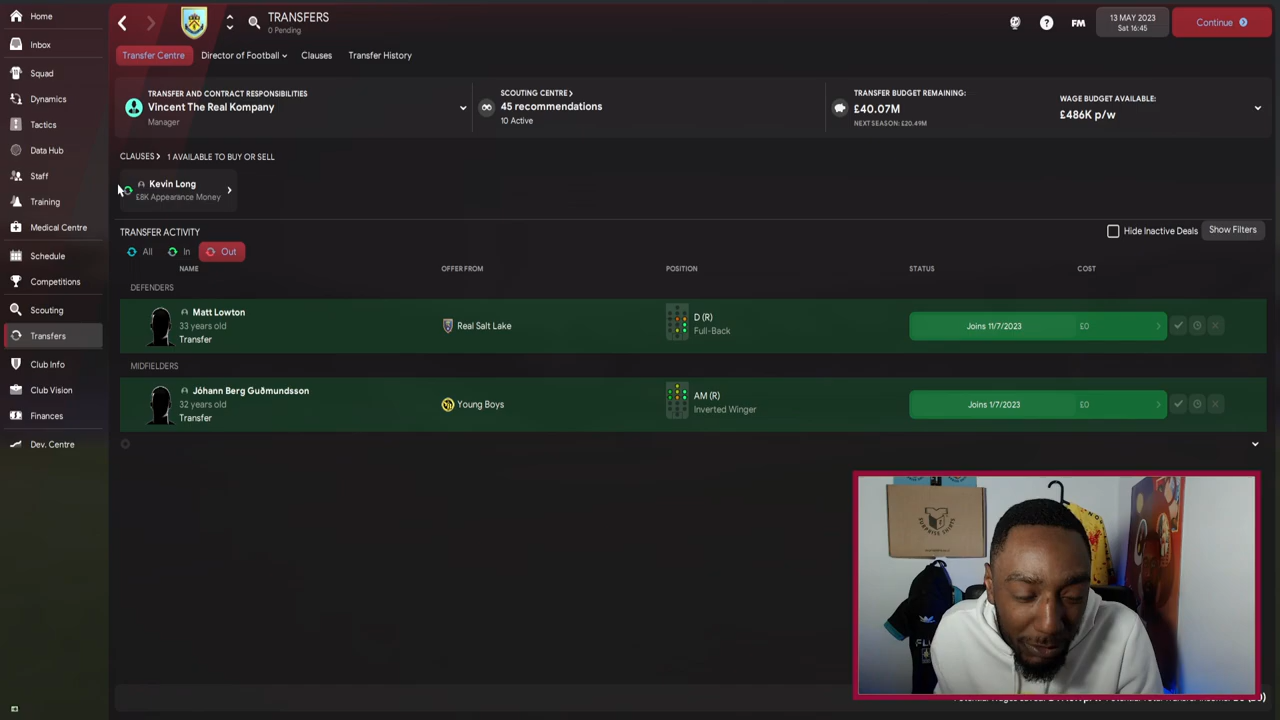 Home
Inbox
Squad
Dynamics
Tactics
Data Hub
Staff
Training
Medical Centre
Schedule
Competitions
Scouting
Transfers
Club Info
Club Vision
Finances
Dev. Centre
TRANSFERS
0 Pending
FM
13 MAY 2023
Sat 16:45
Continue
Transfer Centre
Director of Football
Clauses
Transfer History
TRANSFER AND CONTRACT RESPONSIBILITIES
Vincent The Real Kompany
Manager
SCOUTING CENTRE >
45 recommendations
10 Active
TRANSFER BUDGET REMAINING:
£40.07M
NEXT SEASON: £20.49M
WAGE BUDGET AVAILABLE:
£486K p/w
CLAUSES > 1 AVAILABLE TO BUY OR SELL
Kevin Long
£8K Appearance Money
TRANSFER ACTIVITY
Hide Inactive Deals
Show Filters
All
In
Out
NAME
OFFER FROM
POSITION
STATUS
COST
DEFENDERS
Matt Lowton
33 years old
Transfer
Real Salt Lake
D (R)
Full-Back
Joins 11/7/2023
£0
MIDFIELDERS
Jóhann Berg Guðmundsson
32 years old
Transfer
Young Boys
AM (R)
Inverted Winger
Joins 1/7/2023
£0
SURPRISE SHIRTS